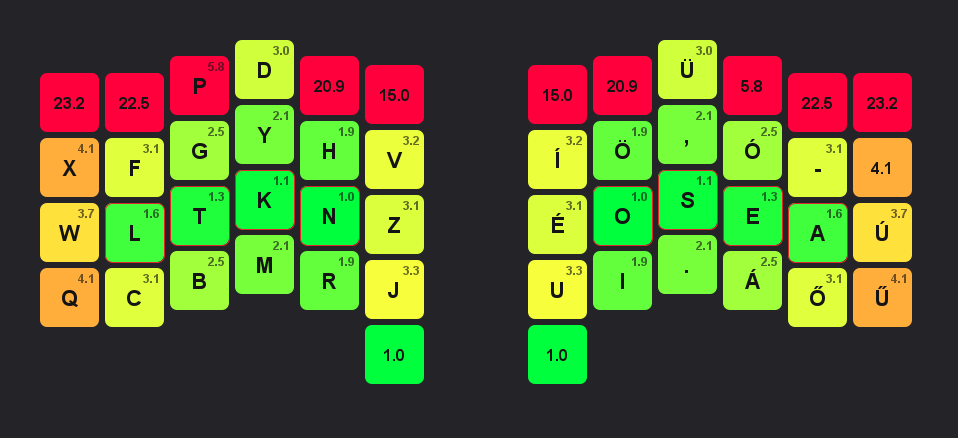 23.2 22.5 5.8 P 3.0 D 20.9 15.0 15.0 20.9 3.0 Ü 5.8 22.5 23.2
4.1 X 3.1 F 2.5 G 2.1 Y 1.9 H 3.2 V 3.2 Í 1.9 Ö 2.1 , 2.5 Ó 3.1 - 4.1
3.7 W 1.6 L 1.3 T 1.1 K 1.0 N 3.1 Z 3.1 É 1.0 O 1.1 S 1.3 E 1.6 A 3.7 Ú
4.1 Q 3.1 C 2.5 B 2.1 M 1.9 R 3.3 J 3.3 U 1.9 I 2.1 . 2.5 Á 3.1 Ő 4.1 Ű
1.0 1.0